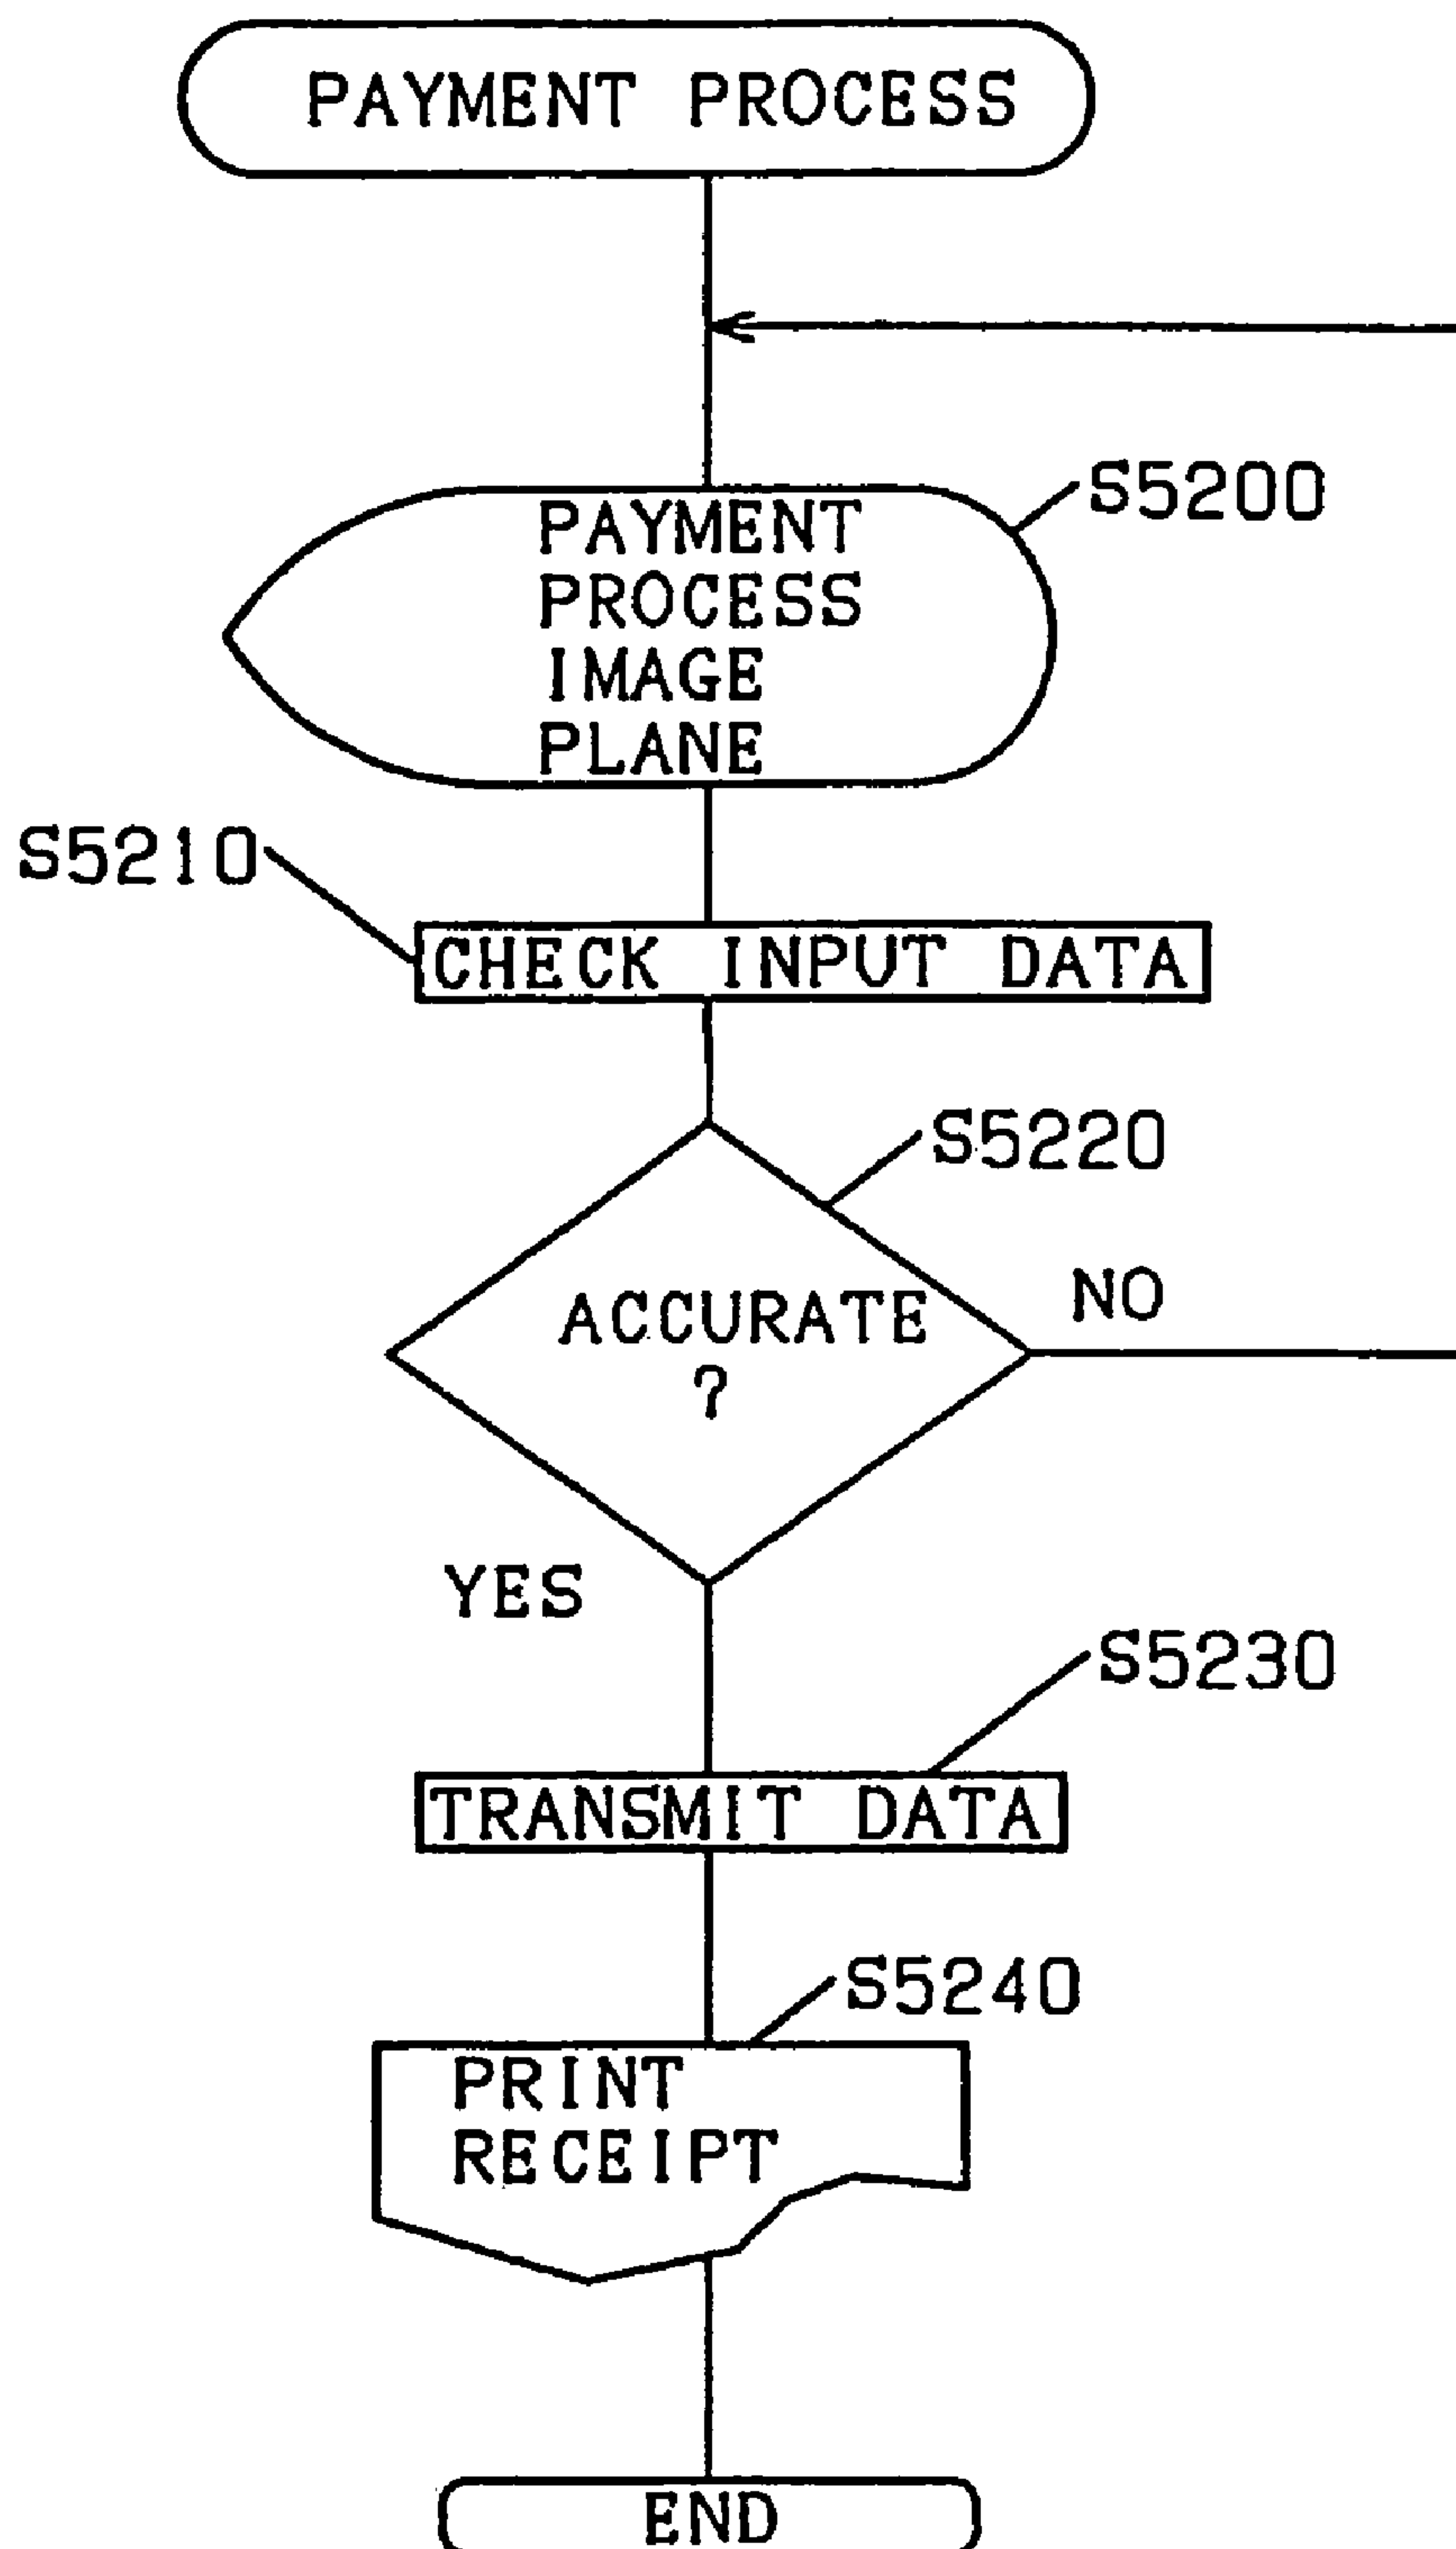 PAYMENT PROCESS
S5200
PAYMENT
PROCESS
IMAGE
PLANE
S5210
CHECK INPUT DATA
S5220
ACCURATE
?
NO
YES
S5230
TRANSMIT DATA
S5240
PRINT
RECEIPT
END